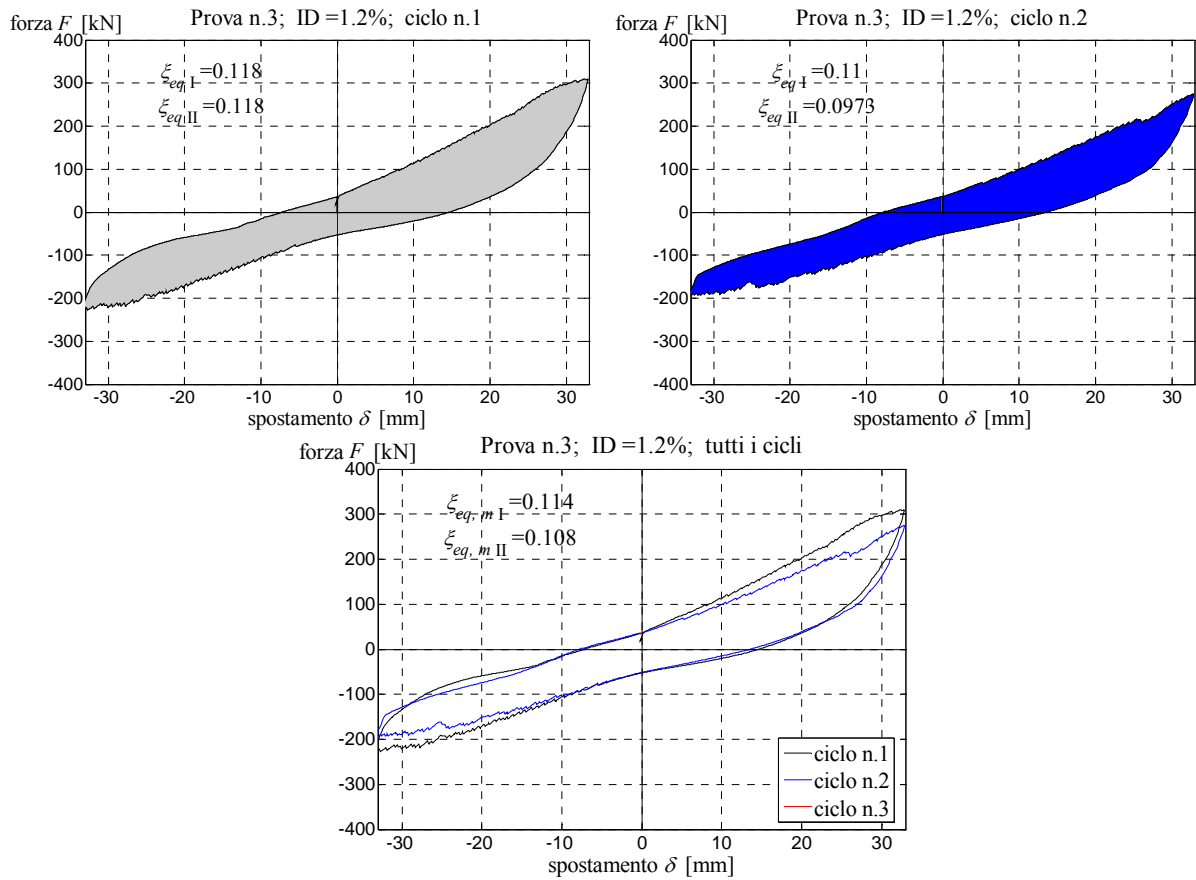 Prova n.3; ID =1.2%; ciclo n.1
forza F [kN]
ξeq I =0.118
ξeq II =0.118
400
300
200
100
0
-100
-200
-300
-400
-30 -20 -10 0 10 20 30
spostamento δ [mm]
Prova n.3; ID =1.2%; ciclo n.2
forza F [kN]
ξeq I =0.11
ξeq II =0.0973
400
300
200
100
0
-100
-200
-300
-400
-30 -20 -10 0 10 20 30
spostamento δ [mm]
Prova n.3; ID =1.2%; tutti i cicli
forza F [kN]
ξeq, m I =0.114
ξeq, m II =0.108
400
300
200
100
0
-100
-200
-300
-400
ciclo n.1
ciclo n.2
ciclo n.3
-30 -20 -10 0 10 20 30
spostamento δ [mm]